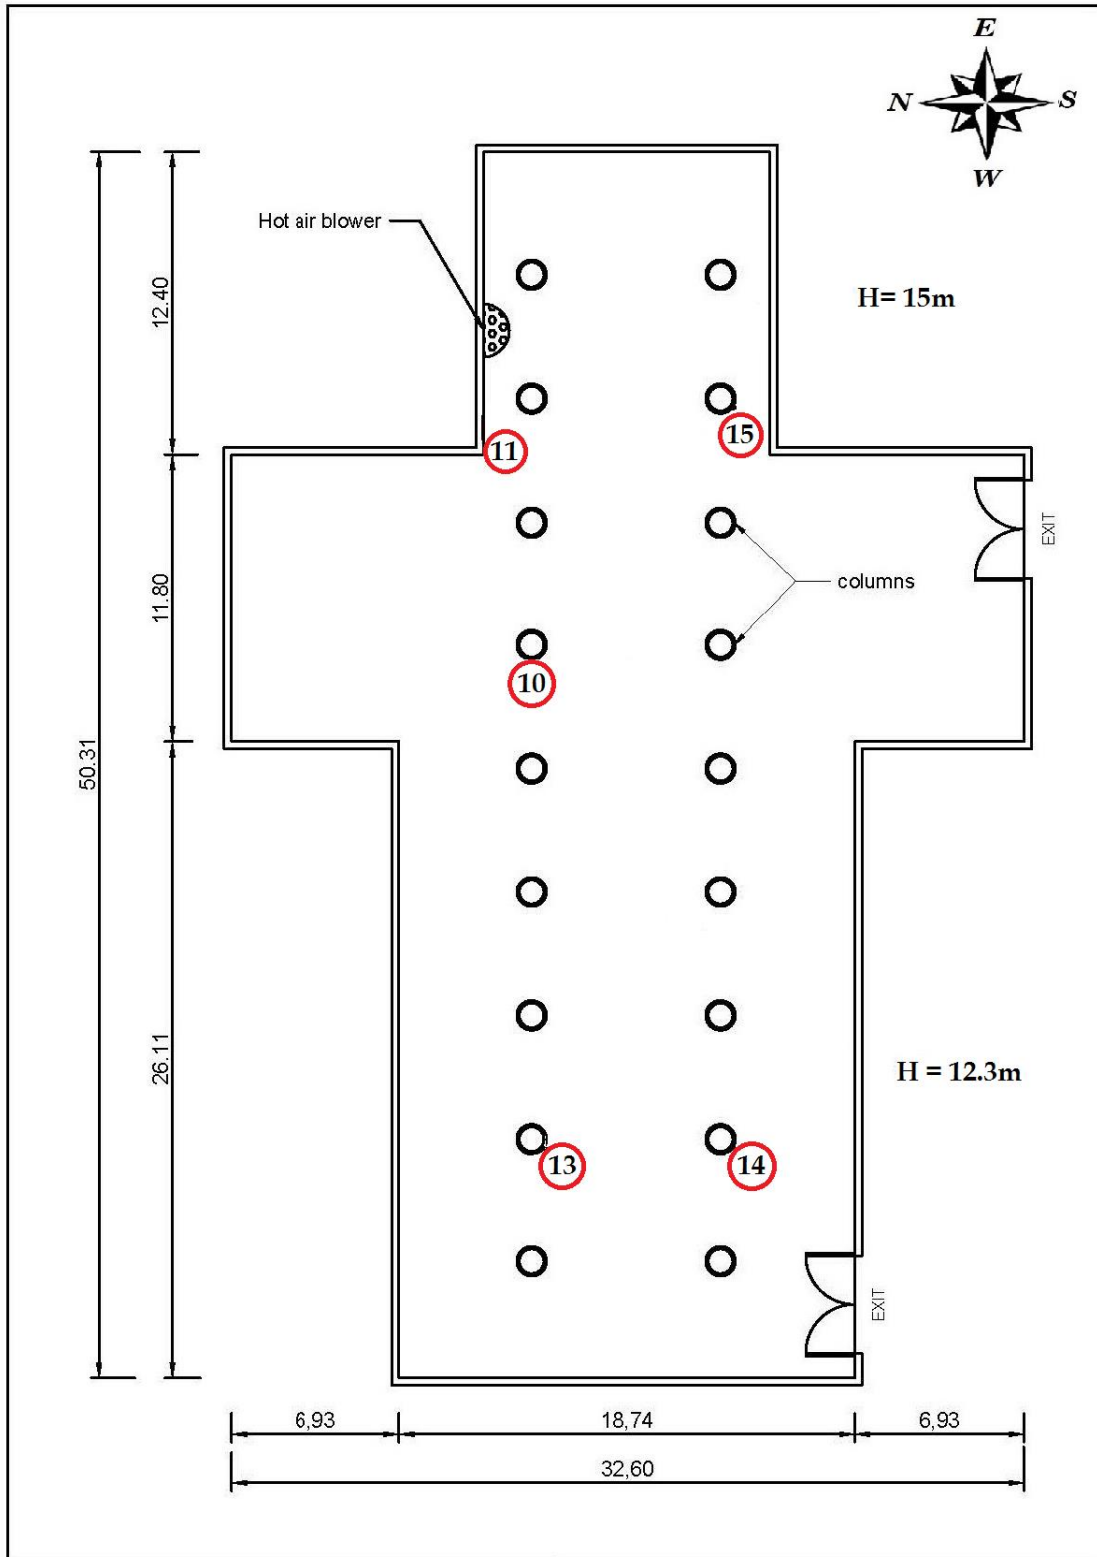 E
N
S
W
Hot air blower
H= 15m
12.40
15
11
EXIT
columns
11.80
10
50.31
26.11
H = 12.3m
13
14
EXIT
6,93
18,74
6,93
32,60